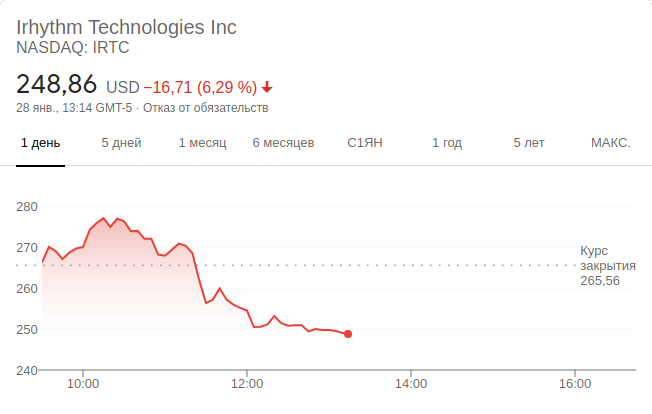 Irhythm Technologies Inc
NASDAQ: IRTC
248,86 USD −16,71 (6,29 %)
28 янв., 13:14 GMT-5 · Отказ от обязательств
1 день 5 дней 1 месяц 6 месяцев С1ЯН 1 год 5 лет МАКС.
280
270
Курс
закрытия
265,56
260
250
240
10:00 12:00 14:00 16:00